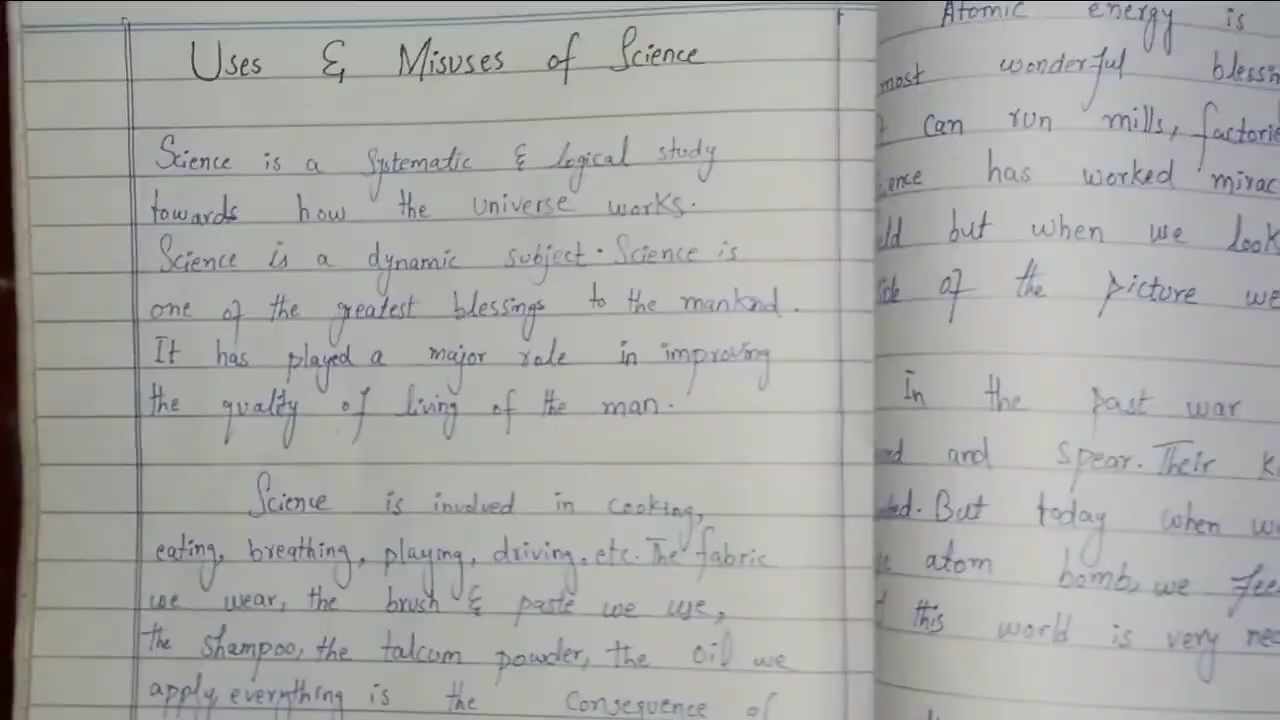 Uses & Misuses of Science
Science is a Systematic & logical study
towards how the universe works.
Science is a dynamic subject. Science is
one of the greatest blessings to the manknd.
It has played a major role in improving
the quality of living of the man.
Science is involved in cooking,
eating, breathing, playing, driving, etc. The fabric
we wear, the brush & paste we use,
the shampoo, the talcum powder, the oil we
apply, everything is the consequence of
Atomic energy is
most wonderful
can run mills,
has worked
but when we look
of the picture we
In the past war
and spear. Their
But today when
atom bomb, we
this world is very